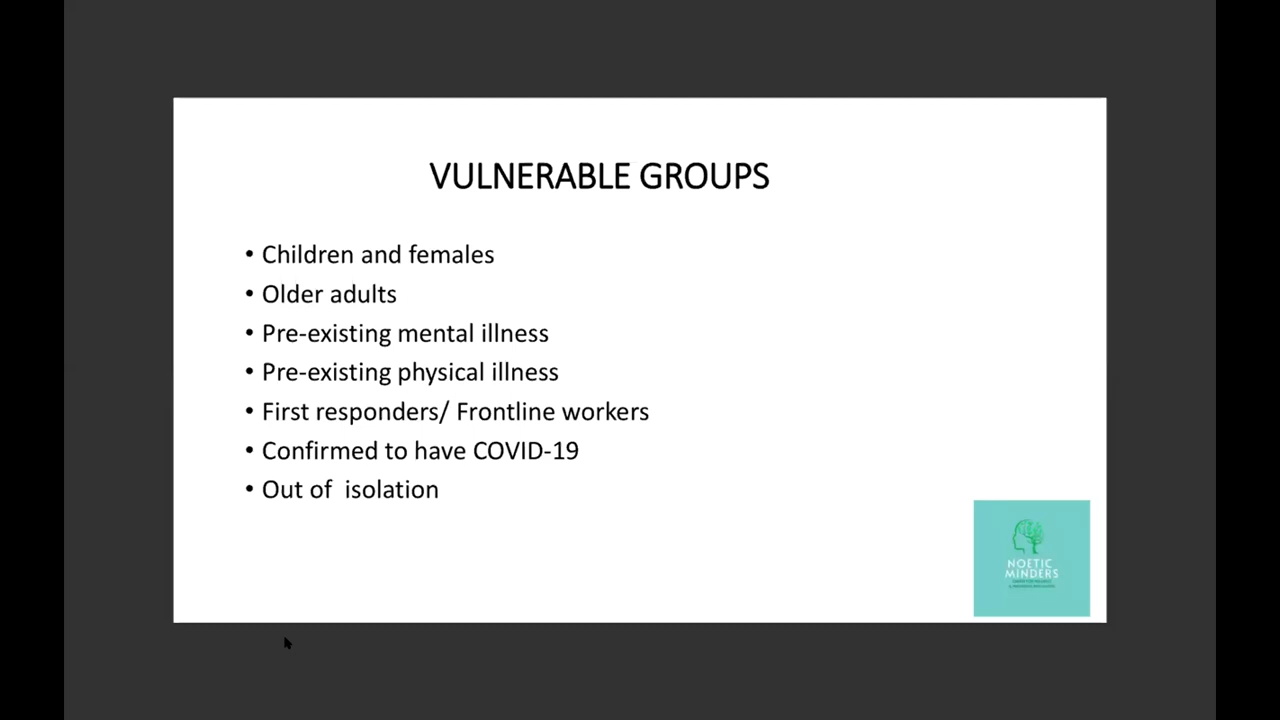 VULNERABLE GROUPS
• Children and females
• Older adults
• Pre-existing mental illness
• Pre-existing physical illness
• First responders/ Frontline workers
• Confirmed to have COVID-19
• Out of  isolation
NOETIC
MINDERS